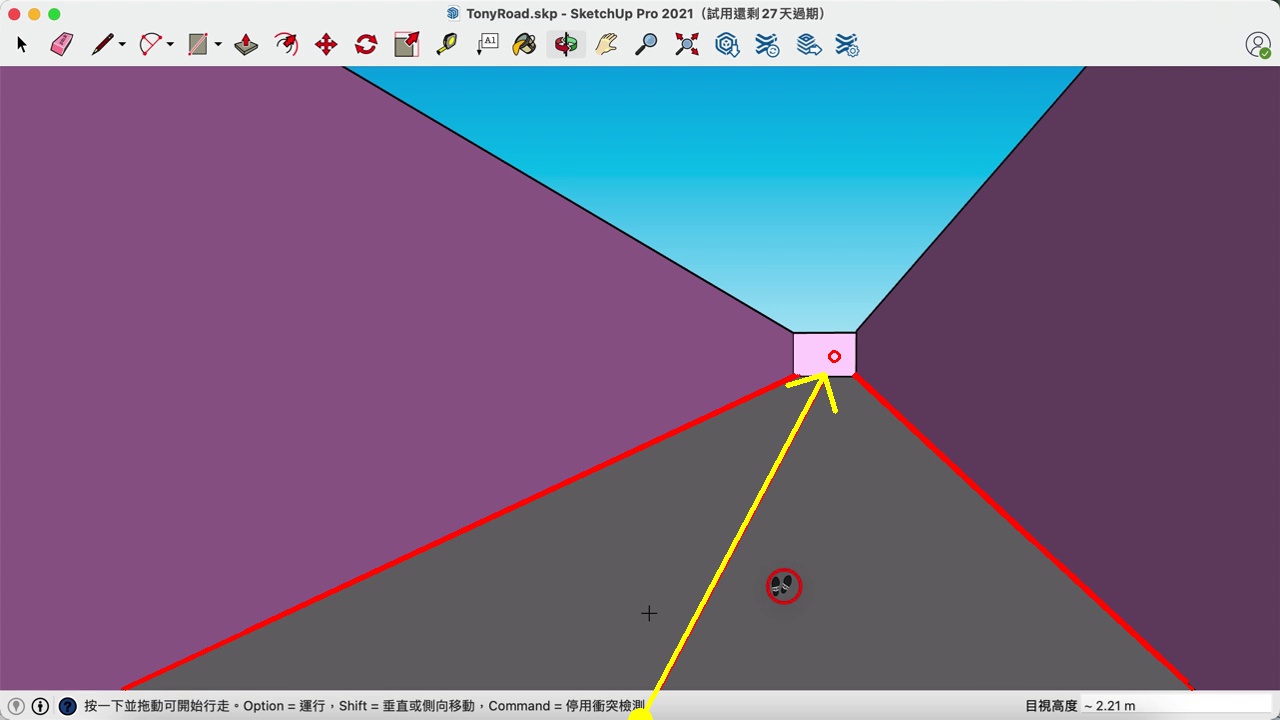 TonyRoad.skp - SketchUp Pro 2021（試用還剩27天過期）
A1
?
按一下並拖動可開始行走。Option = 運行，Shift = 垂直或側向移動，Command = 停用衝突檢測
目視高度 ~ 2.21 m